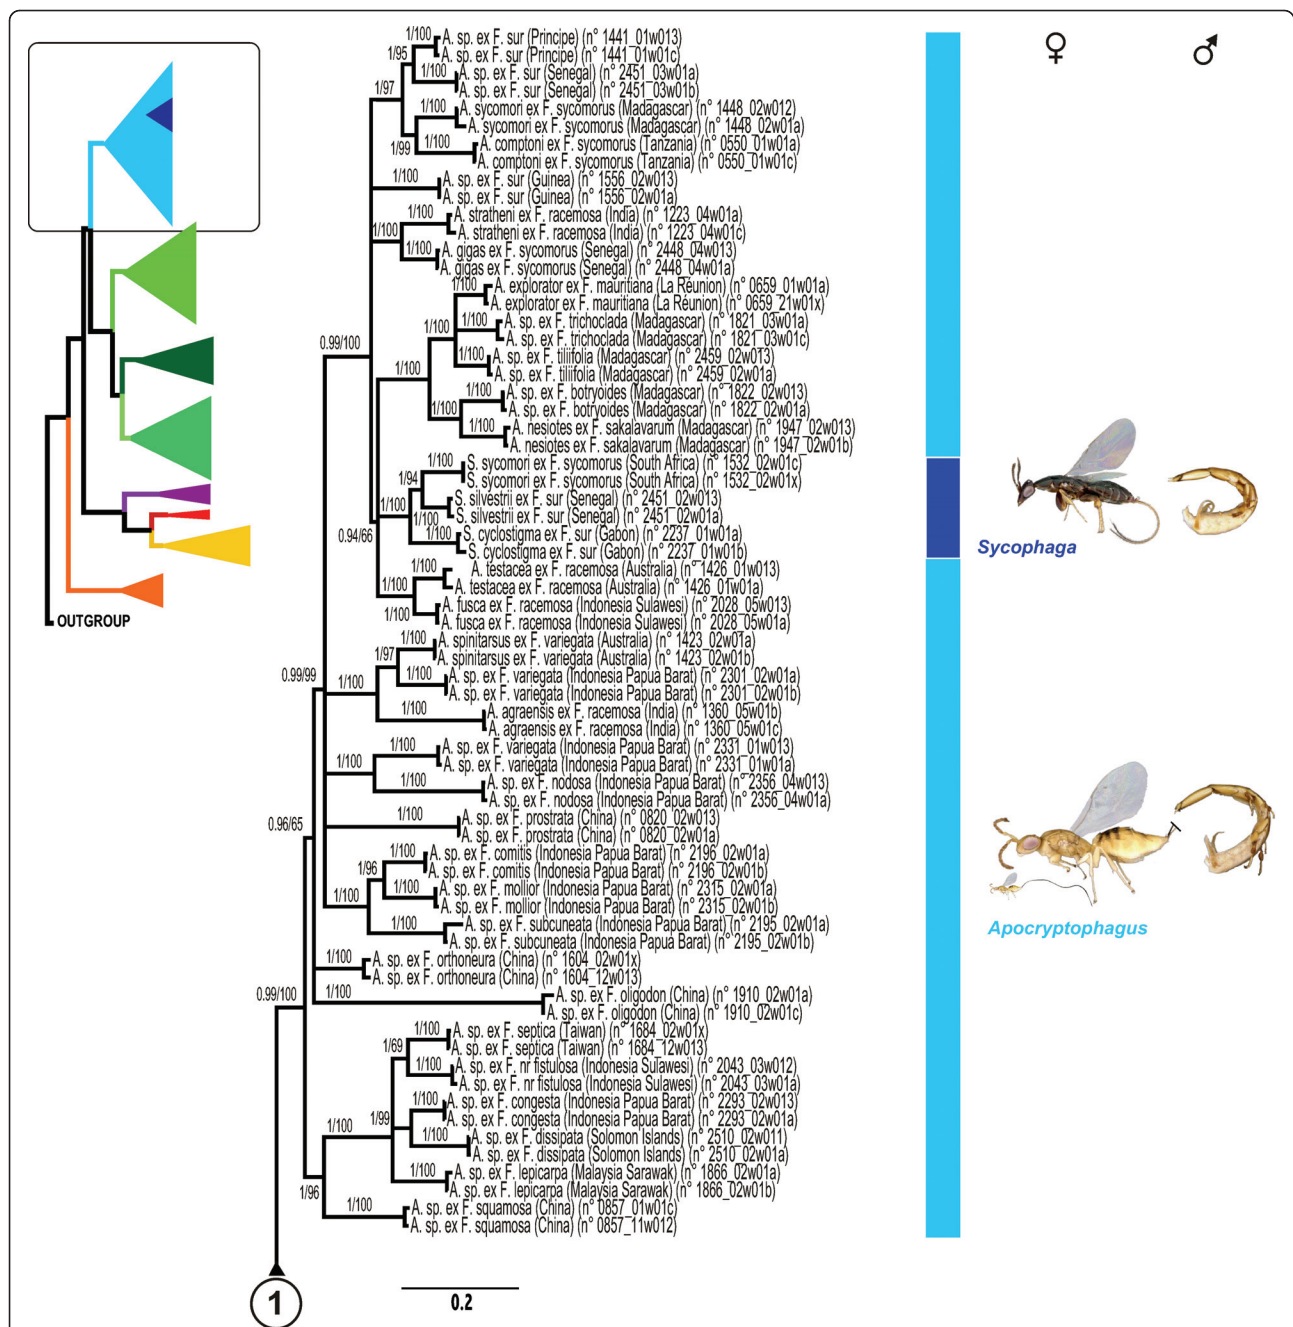 ♀ ♂
1/100
A. sp. ex F. sur (Principe) (n° 1441_01w013)
A. sp. ex F. sur (Principe) (n° 1441_01w01c)
1/95
1/100
A. sp. ex F. sur (Senegal) (n° 2451_03w01a)
A. sp. ex F. sur (Senegal) (n° 2451_03w01b)
1/97
1/100
A. sycomori ex F. sycomorus (Madagascar) (n° 1448_02w012)
A. sycomori ex F. sycomorus (Madagascar) (n° 1448_02w01a)
1/99
1/100
A. comptoni ex F. sycomorus (Tanzania) (n° 0550_01w01a)
A. comptoni ex F. sycomorus (Tanzania) (n° 0550_01w01c)
1/100
A. sp. ex F. sur (Guinea) (n° 1556_02w013)
A. sp. ex F. sur (Guinea) (n° 1556_02w01a)
1/100
A. stratheni ex F. racemosa (India) (n° 1223_04w01a)
A. stratheni ex F. racemosa (India) (n° 1223_04w01c)
1/100
1/100
A. gigas ex F. sycomorus (Senegal) (n° 2448_04w013)
A. gigas ex F. sycomorus (Senegal) (n° 2448_04w01a)
1/100
A. explorator ex F. mauritiana (La Réunion) (n° 0659_01w01a)
A. explorator ex F. mauritiana (La Réunion) (n° 0659_21w01x)
1/100
1/100
A. sp. ex F. trichoclada (Madagascar) (n° 1821_03w01a)
A. sp. ex F. trichoclada (Madagascar) (n° 1821_03w01c)
0.99/100
1/100
A. sp. ex F. tiliifolia (Madagascar) (n° 2459_02w013)
A. sp. ex F. tiliifolia (Madagascar) (n° 2459_02w01a)
1/100
1/100
A. sp. ex F. botryoides (Madagascar) (n° 1822_02w013)
A. sp. ex F. botryoides (Madagascar) (n° 1822_02w01a)
1/100
1/100
A. nesiotes ex F. sakalavarum (Madagascar) (n° 1947_02w013)
A. nesiotes ex F. sakalavarum (Madagascar) (n° 1947_02w01b)
1/100
S. sycomori ex F. sycomorus (South Africa) (n° 1532_02w01c)
S. sycomori ex F. sycomorus (South Africa) (n° 1532_02w01x)
1/94
1/100
S. silvestrii ex F. sur (Senegal) (n° 2451_02w013)
S. silvestrii ex F. sur (Senegal) (n° 2451_02w01a)
1/100
1/100
S. cyclostigma ex F. sur (Gabon) (n° 2237_01w01a)
S. cyclostigma ex F. sur (Gabon) (n° 2237_01w01b)
Sycophaga
0.94/66
1/100
A. testacea ex F. racemosa (Australia) (n° 1426_01w013)
A. testacea ex F. racemosa (Australia) (n° 1426_01w01a)
1/100
1/100
A. fusca ex F. racemosa (Indonesia Sulawesi) (n° 2028_05w013)
A. fusca ex F. racemosa (Indonesia Sulawesi) (n° 2028_05w01a)
OUTGROUP
1/100
A. spinitarsus ex F. variegata (Australia) (n° 1423_02w01a)
A. spinitarsus ex F. variegata (Australia) (n° 1423_02w01b)
1/97
0.99/99
1/100
1/100
A. sp. ex F. variegata (Indonesia Papua Barat) (n° 2301_02w01a)
A. sp. ex F. variegata (Indonesia Papua Barat) (n° 2301_02w01b)
1/100
A. agraensis ex F. racemosa (India) (n° 1360_05w01b)
A. agraensis ex F. racemosa (India) (n° 1360_05w01c)
1/100
A. sp. ex F. variegata (Indonesia Papua Barat) (n° 2331_01w013)
A. sp. ex F. variegata (Indonesia Papua Barat) (n° 2331_01w01a)
1/100
1/100
A. sp. ex F. nodosa (Indonesia Papua Barat) (n° 2356_04w013)
A. sp. ex F. nodosa (Indonesia Papua Barat) (n° 2356_04w01a)
0.96/65
1/100
A. sp. ex F. prostrata (China) (n° 0820_02w013)
A. sp. ex F. prostrata (China) (n° 0820_02w01a)
1/100
A. sp. ex F. comitis (Indonesia Papua Barat) (n° 2196_02w01a)
A. sp. ex F. comitis (Indonesia Papua Barat) (n° 2196_02w01b)
1/96
1/100
A. sp. ex F. mollior (Indonesia Papua Barat) (n° 2315_02w01a)
A. sp. ex F. mollior (Indonesia Papua Barat) (n° 2315_02w01b)
1/100
1/100
A. sp. ex F. subcuneata (Indonesia Papua Barat) (n° 2195_02w01a)
A. sp. ex F. subcuneata (Indonesia Papua Barat) (n° 2195_02w01b)
Apocryptophagus
1/100
A. sp. ex F. orthoneura (China) (n° 1604_02w01x)
A. sp. ex F. orthoneura (China) (n° 1604_12w013)
0.99/100
1/100
A. sp. ex F. oligodon (China) (n° 1910_02w01a)
A. sp. ex F. oligodon (China) (n° 1910_02w01c)
1/100
A. sp. ex F. septica (Taiwan) (n° 1684_02w01x)
A. sp. ex F. septica (Taiwan) (n° 1684_12w013)
1/69
1/100
A. sp. ex F. nr fistulosa (Indonesia Sulawesi) (n° 2043_03w012)
A. sp. ex F. nr fistulosa (Indonesia Sulawesi) (n° 2043_03w01a)
1/100
A. sp. ex F. congesta (Indonesia Papua Barat) (n° 2293_02w013)
A. sp. ex F. congesta (Indonesia Papua Barat) (n° 2293_02w01a)
1/100
1/99
1/100
A. sp. ex F. dissipata (Solomon Islands) (n° 2510_02w011)
A. sp. ex F. dissipata (Solomon Islands) (n° 2510_02w01a)
1/100
A. sp. ex F. lepicarpa (Malaysia Sarawak) (n° 1866_02w01a)
A. sp. ex F. lepicarpa (Malaysia Sarawak) (n° 1866_02w01b)
1/96
1/100
A. sp. ex F. squamosa (China) (n° 0857_01w01c)
A. sp. ex F. squamosa (China) (n° 0857_11w012)
1
0.2